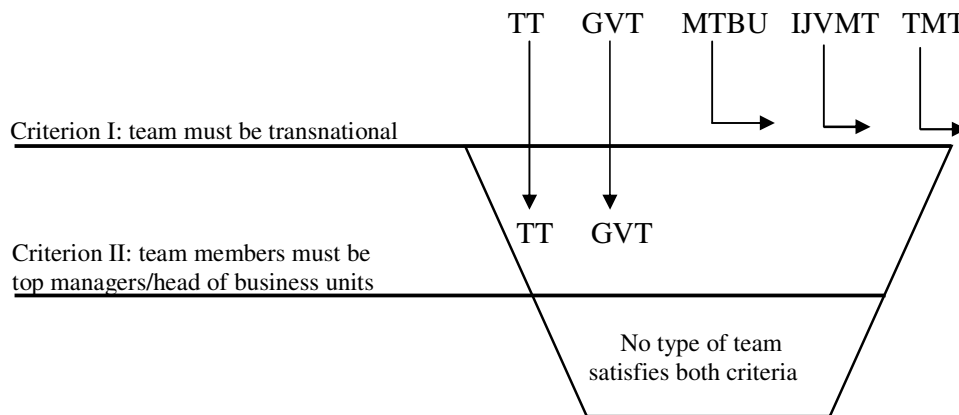 TT GVT MTBU IJVMT TMT
Criterion I: team must be transnational
TT GVT
Criterion II: team members must be
top managers/head of business units
No type of team
satisfies both criteria